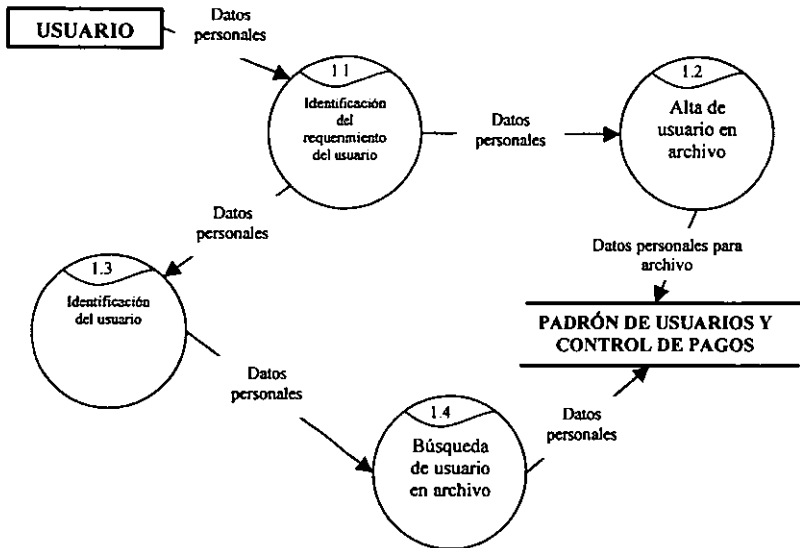 USUARIO
Datos
personales
1 1
Identificación
del
requerimiento
del usuario
Datos
personales
1.2
Alta de
usuario en
archivo
Datos
personales
1.3
Identificación
del usuario
Datos personales para
archivo
PADRÓN DE USUARIOS Y
CONTROL DE PAGOS
Datos
personales
1.4
Búsqueda
de usuario
en archivo
Datos
personales